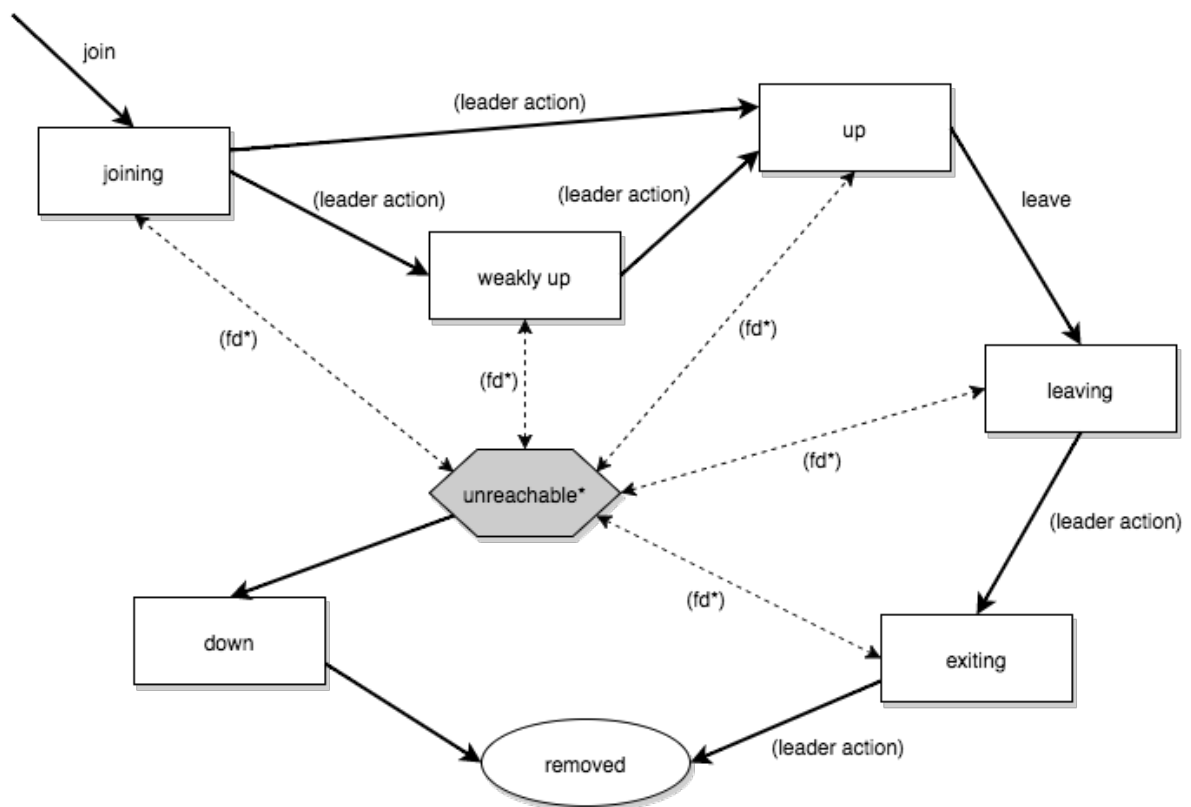 join
(leader action)
up
joining
(leader action)
(leader action)
leave
weakly up
(fd*)
(fd*)
(fd*)
leaving
(fd*)
unreachable*
(leader action)
(fd*)
down
exiting
(leader action)
removed